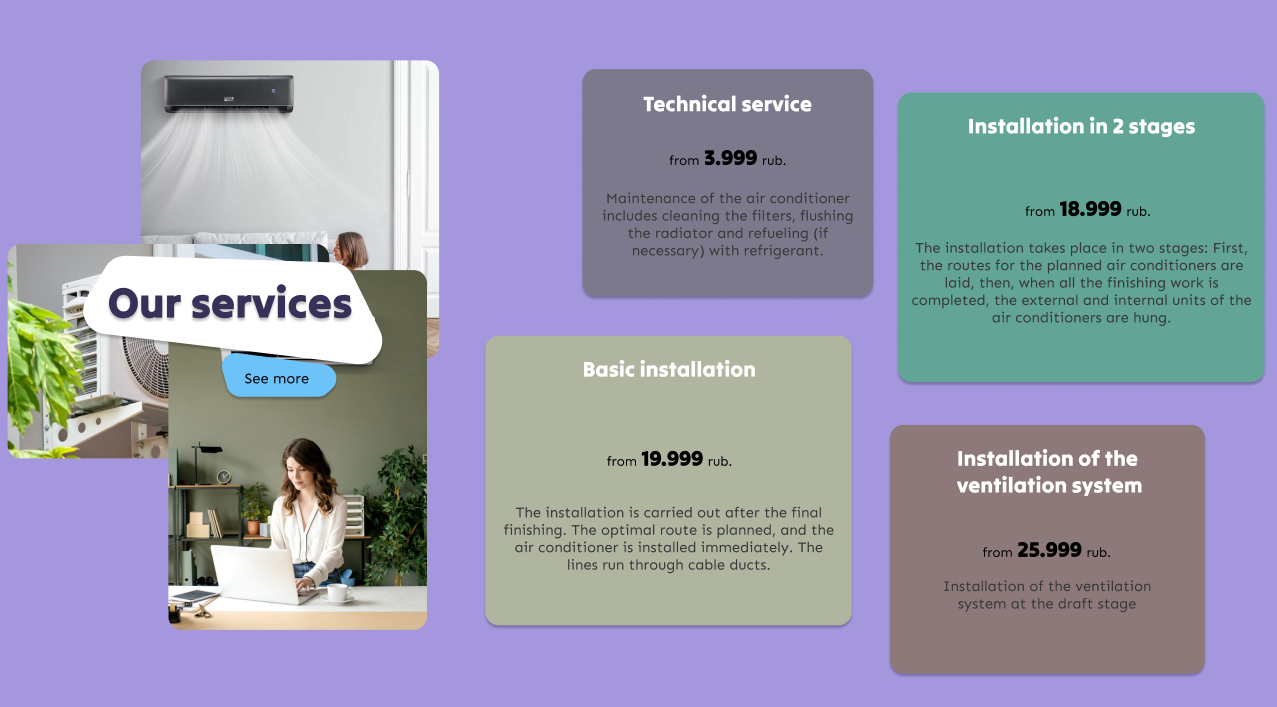 Our services
See more
Technical service
from 3.999 rub.
Maintenance of the air conditioner
includes cleaning the filters, flushing
the radiator and refueling (if
necessary) with refrigerant.
Installation in 2 stages
from 18.999 rub.
The installation takes place in two stages: First,
the routes for the planned air conditioners are
laid, then, when all the finishing work is
completed, the external and internal units of the
air conditioners are hung.
Basic installation
from 19.999 rub.
The installation is carried out after the final
finishing. The optimal route is planned, and the
air conditioner is installed immediately. The
lines run through cable ducts.
Installation of the
ventilation system
from 25.999 rub.
Installation of the ventilation
system at the draft stage